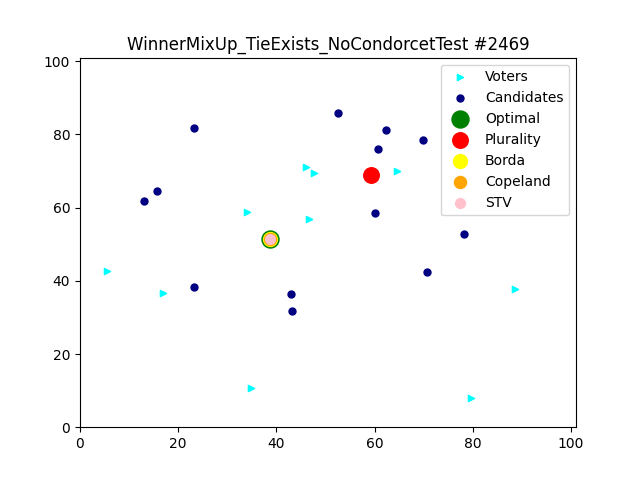 WinnerMixUp_TieExists_NoCondorcetTest #2469
100
80
60
40
20
0
0
20
40
60
80
100
Voters
Candidates
Optimal
Plurality
Borda
Copeland
STV